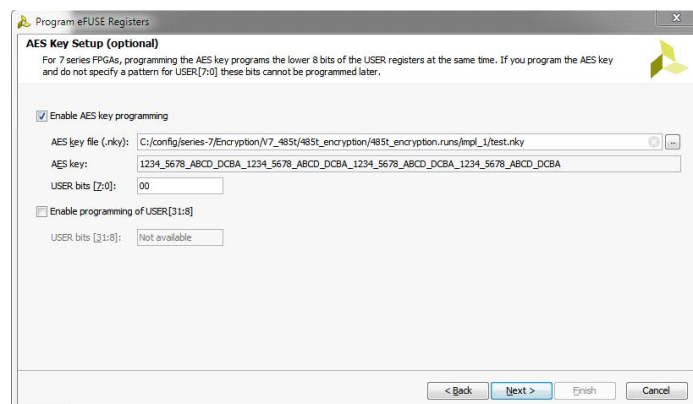 Program eFUSE Registers
X
AES Key Setup (optional)
For 7 series FPGAs, programming the AES key programs the lower 8 bits of the USER registers at the same time. If you program the AES key
and do not specify a pattern for USER[7:0] these bits cannot be programmed later.
Enable AES key programming
AES key file (.nky): C:/config/series-7/Encryption/V7_485t/485t_encryption/485t_encryption.runs/impl_1/test.nky
AES key: 1234_5678_ABCD_DCBA_1234_5678_ABCD_DCBA_1234_5678_ABCD_DCBA_1234_5678_ABCD_DCBA
USER bits [7:0]: 00
Enable programming of USER[31:8]
USER bits [31:8]: Not available
< Back Next > Finish Cancel